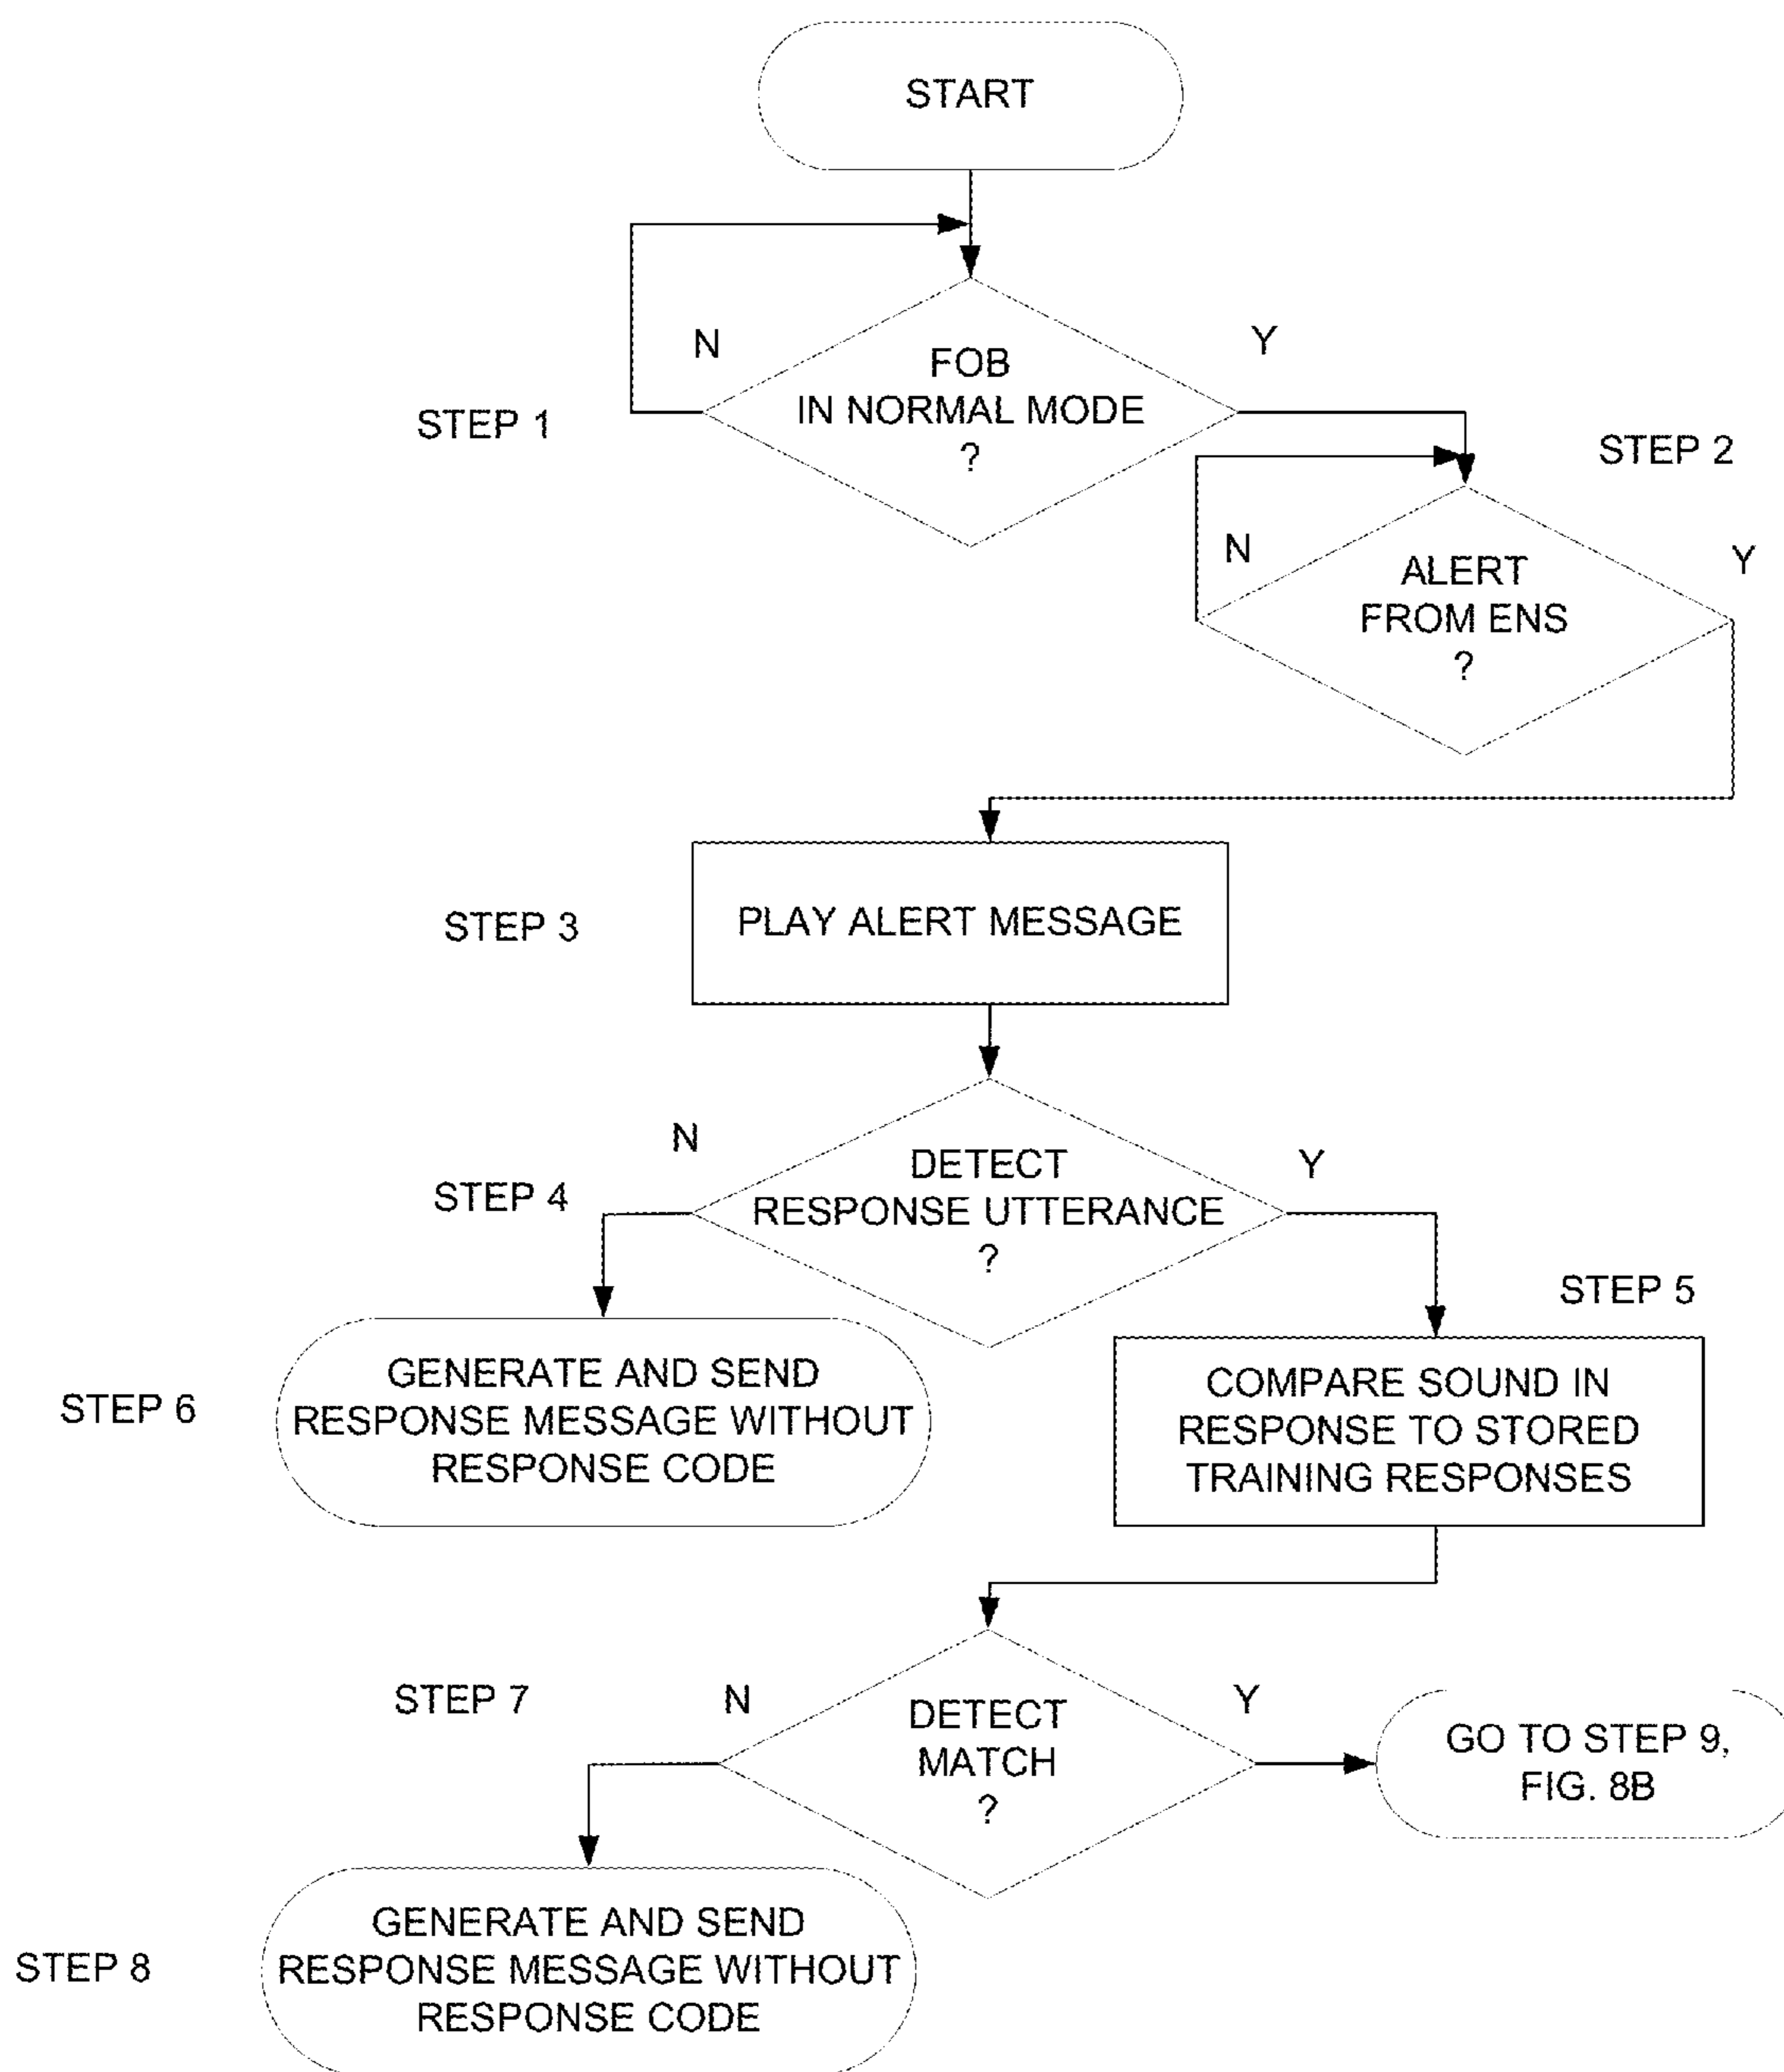 START
N
Y
FOB
IN NORMAL MODE
?
STEP 1
STEP 2
N
Y
ALERT
FROM ENS
?
STEP 3
PLAY ALERT MESSAGE
N
Y
STEP 4
DETECT
RESPONSE UTTERANCE
?
STEP 5
STEP 6
GENERATE AND SEND
RESPONSE MESSAGE WITHOUT
RESPONSE CODE
COMPARE SOUND IN
RESPONSE TO STORED
TRAINING RESPONSES
STEP 7
N
Y
DETECT
MATCH
?
GO TO STEP 9,
FIG. 8B
STEP 8
GENERATE AND SEND
RESPONSE MESSAGE WITHOUT
RESPONSE CODE